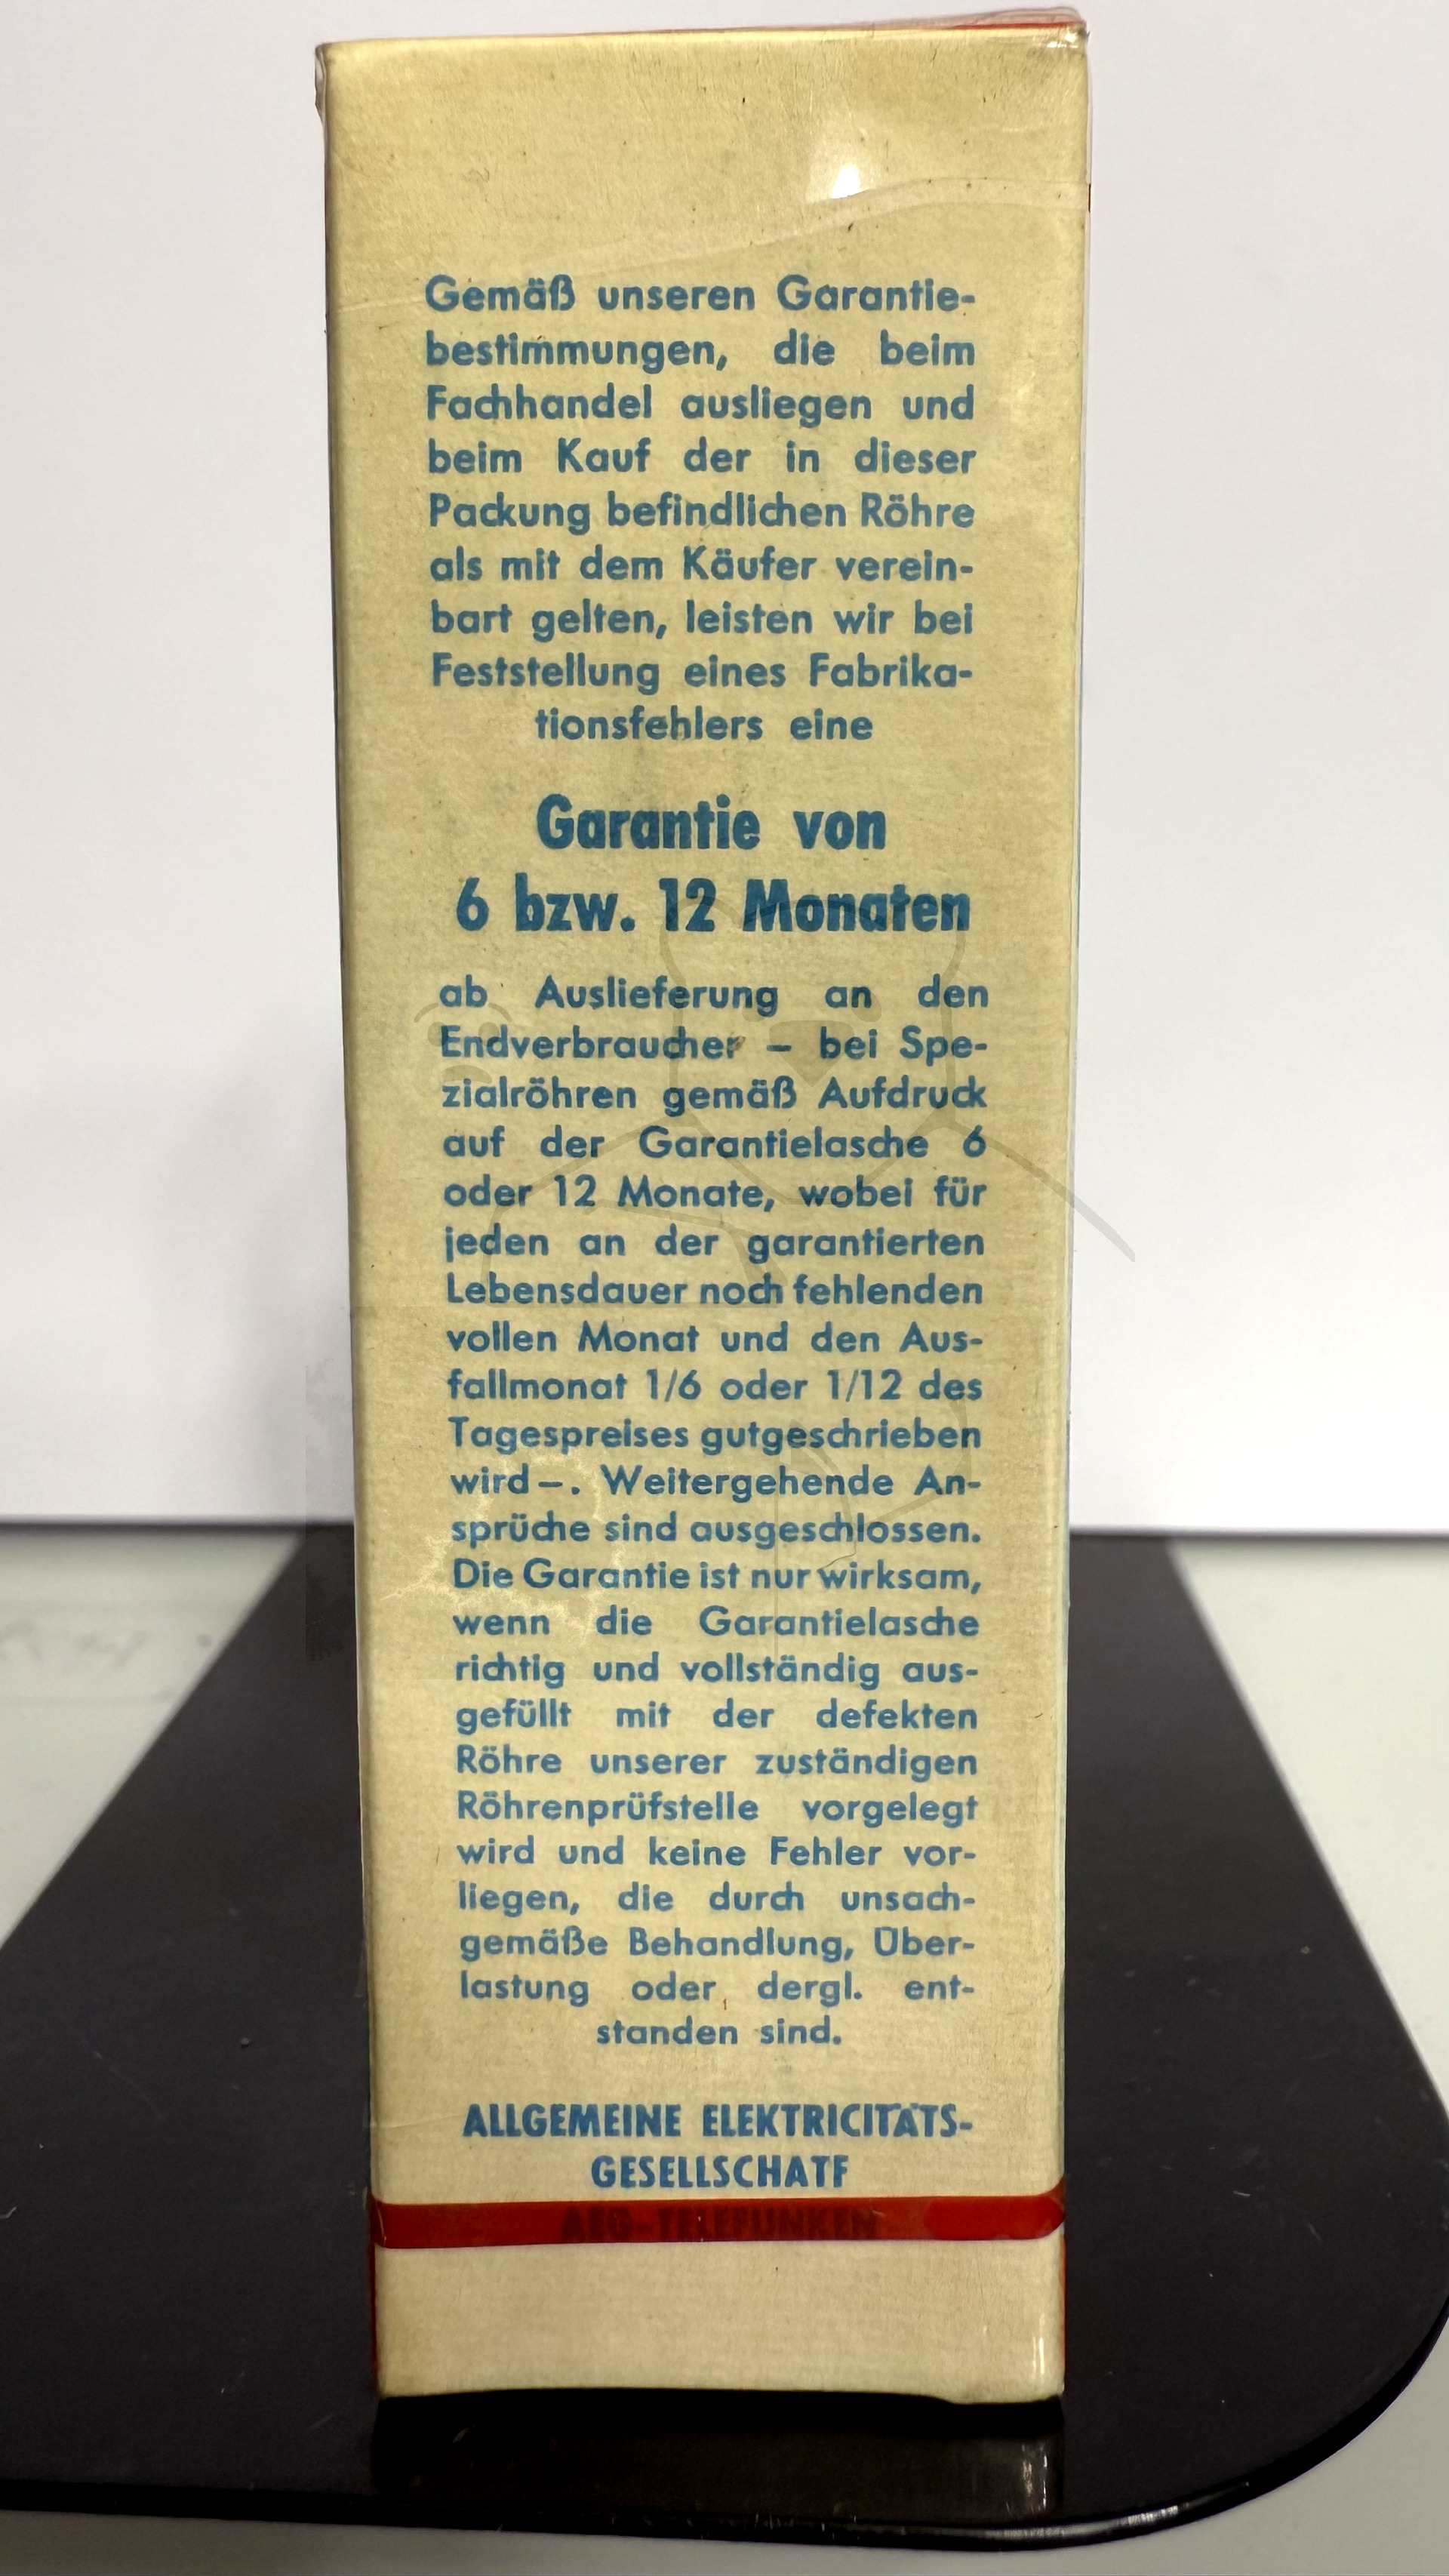 Gemäß unseren Garantie-
bestimmungen, die beim
Fachhandel ausliegen und
beim Kauf der in dieser
Packung befindlichen Röhre
als mit dem Käufer verein-
bart gelten, leisten wir bei
Feststellung eines Fabrika-
tionsfehlers eine
Garantie von
6 bzw. 12 Monaten
ab Auslieferung an den
Endverbraucher – bei Spe-
zialröhren gemäß Aufdruck
auf der Garantielasche 6
oder 12 Monate, wobei für
jeden an der garantierten
Lebensdauer noch fehlenden
vollen Monat und den Aus-
fallmonat 1/6 oder 1/12 des
Tagespreises gutgeschrieben
wird –. Weitergehende An-
sprüche sind ausgeschlossen.
Die Garantie ist nur wirksam,
wenn die Garantielasche
richtig und vollständig aus-
gefüllt mit der defekten
Röhre unserer zuständigen
Röhrenprüfstelle vorgelegt
wird und keine Fehler vor-
liegen, die durch unsach-
gemäße Behandlung, Über-
lastung oder dergl. ent-
standen sind.
ALLGEMEINE ELEKTRICITÄTS-
GESELLSCHATF
AEG-TELEFUNKEN